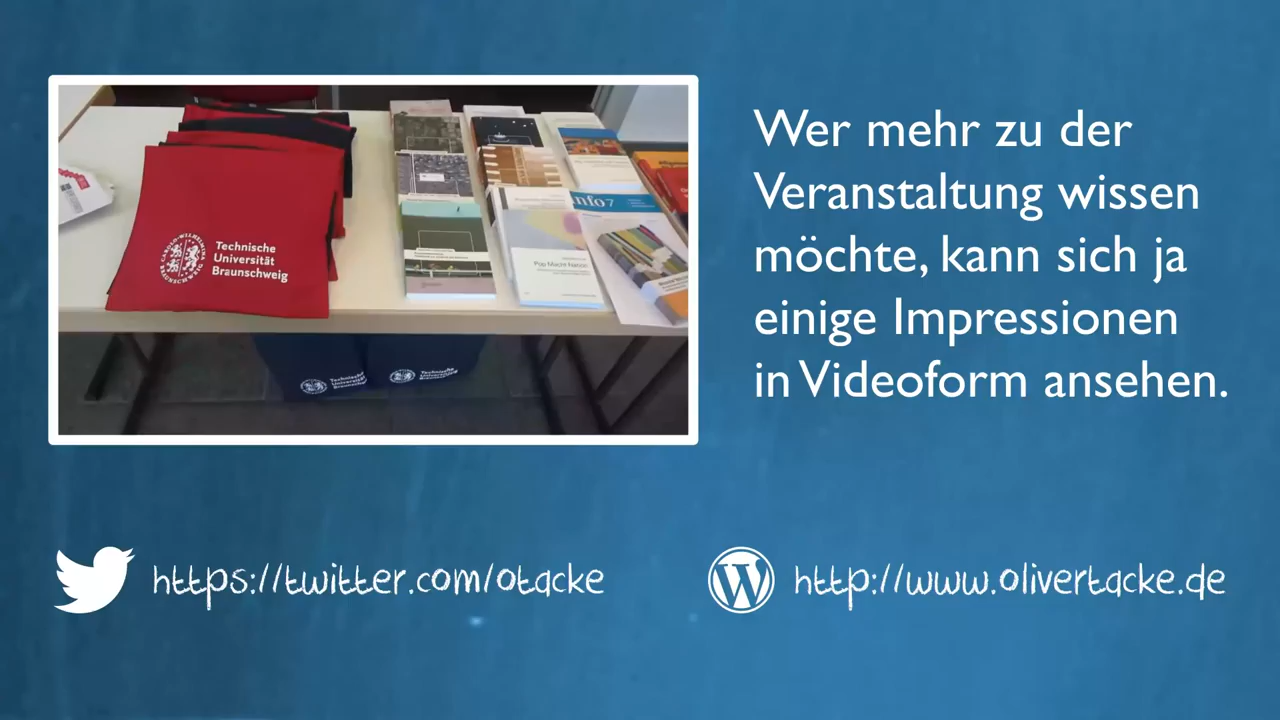 Wer mehr zu der
Veranstaltung wissen
möchte, kann sich ja
einige Impressionen
in Videoform ansehen.
Technische
Universität
Braunschweig
info7
Pop Macht Nation
https://twitter.com/otacke
http://www.olivertacke.de